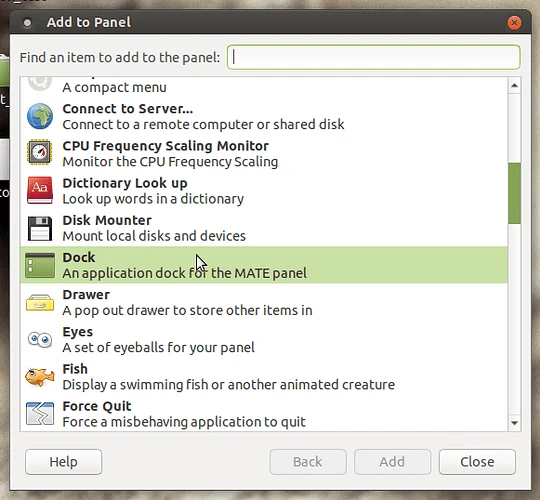 Add to Panel
Find an item to add to the panel:
A compact menu
Connect to Server...
Connect to a remote computer or shared disk
CPU Frequency Scaling Monitor
Monitor the CPU Frequency Scaling
Dictionary Look up
Look up words in a dictionary
Disk Mounter
Mount local disks and devices
Dock
An application dock for the MATE panel
Drawer
A pop out drawer to store other items in
Eyes
A set of eyeballs for your panel
Fish
Display a swimming fish or another animated creature
Force Quit
Force a misbehaving application to quit
Help
Back
Add
Close